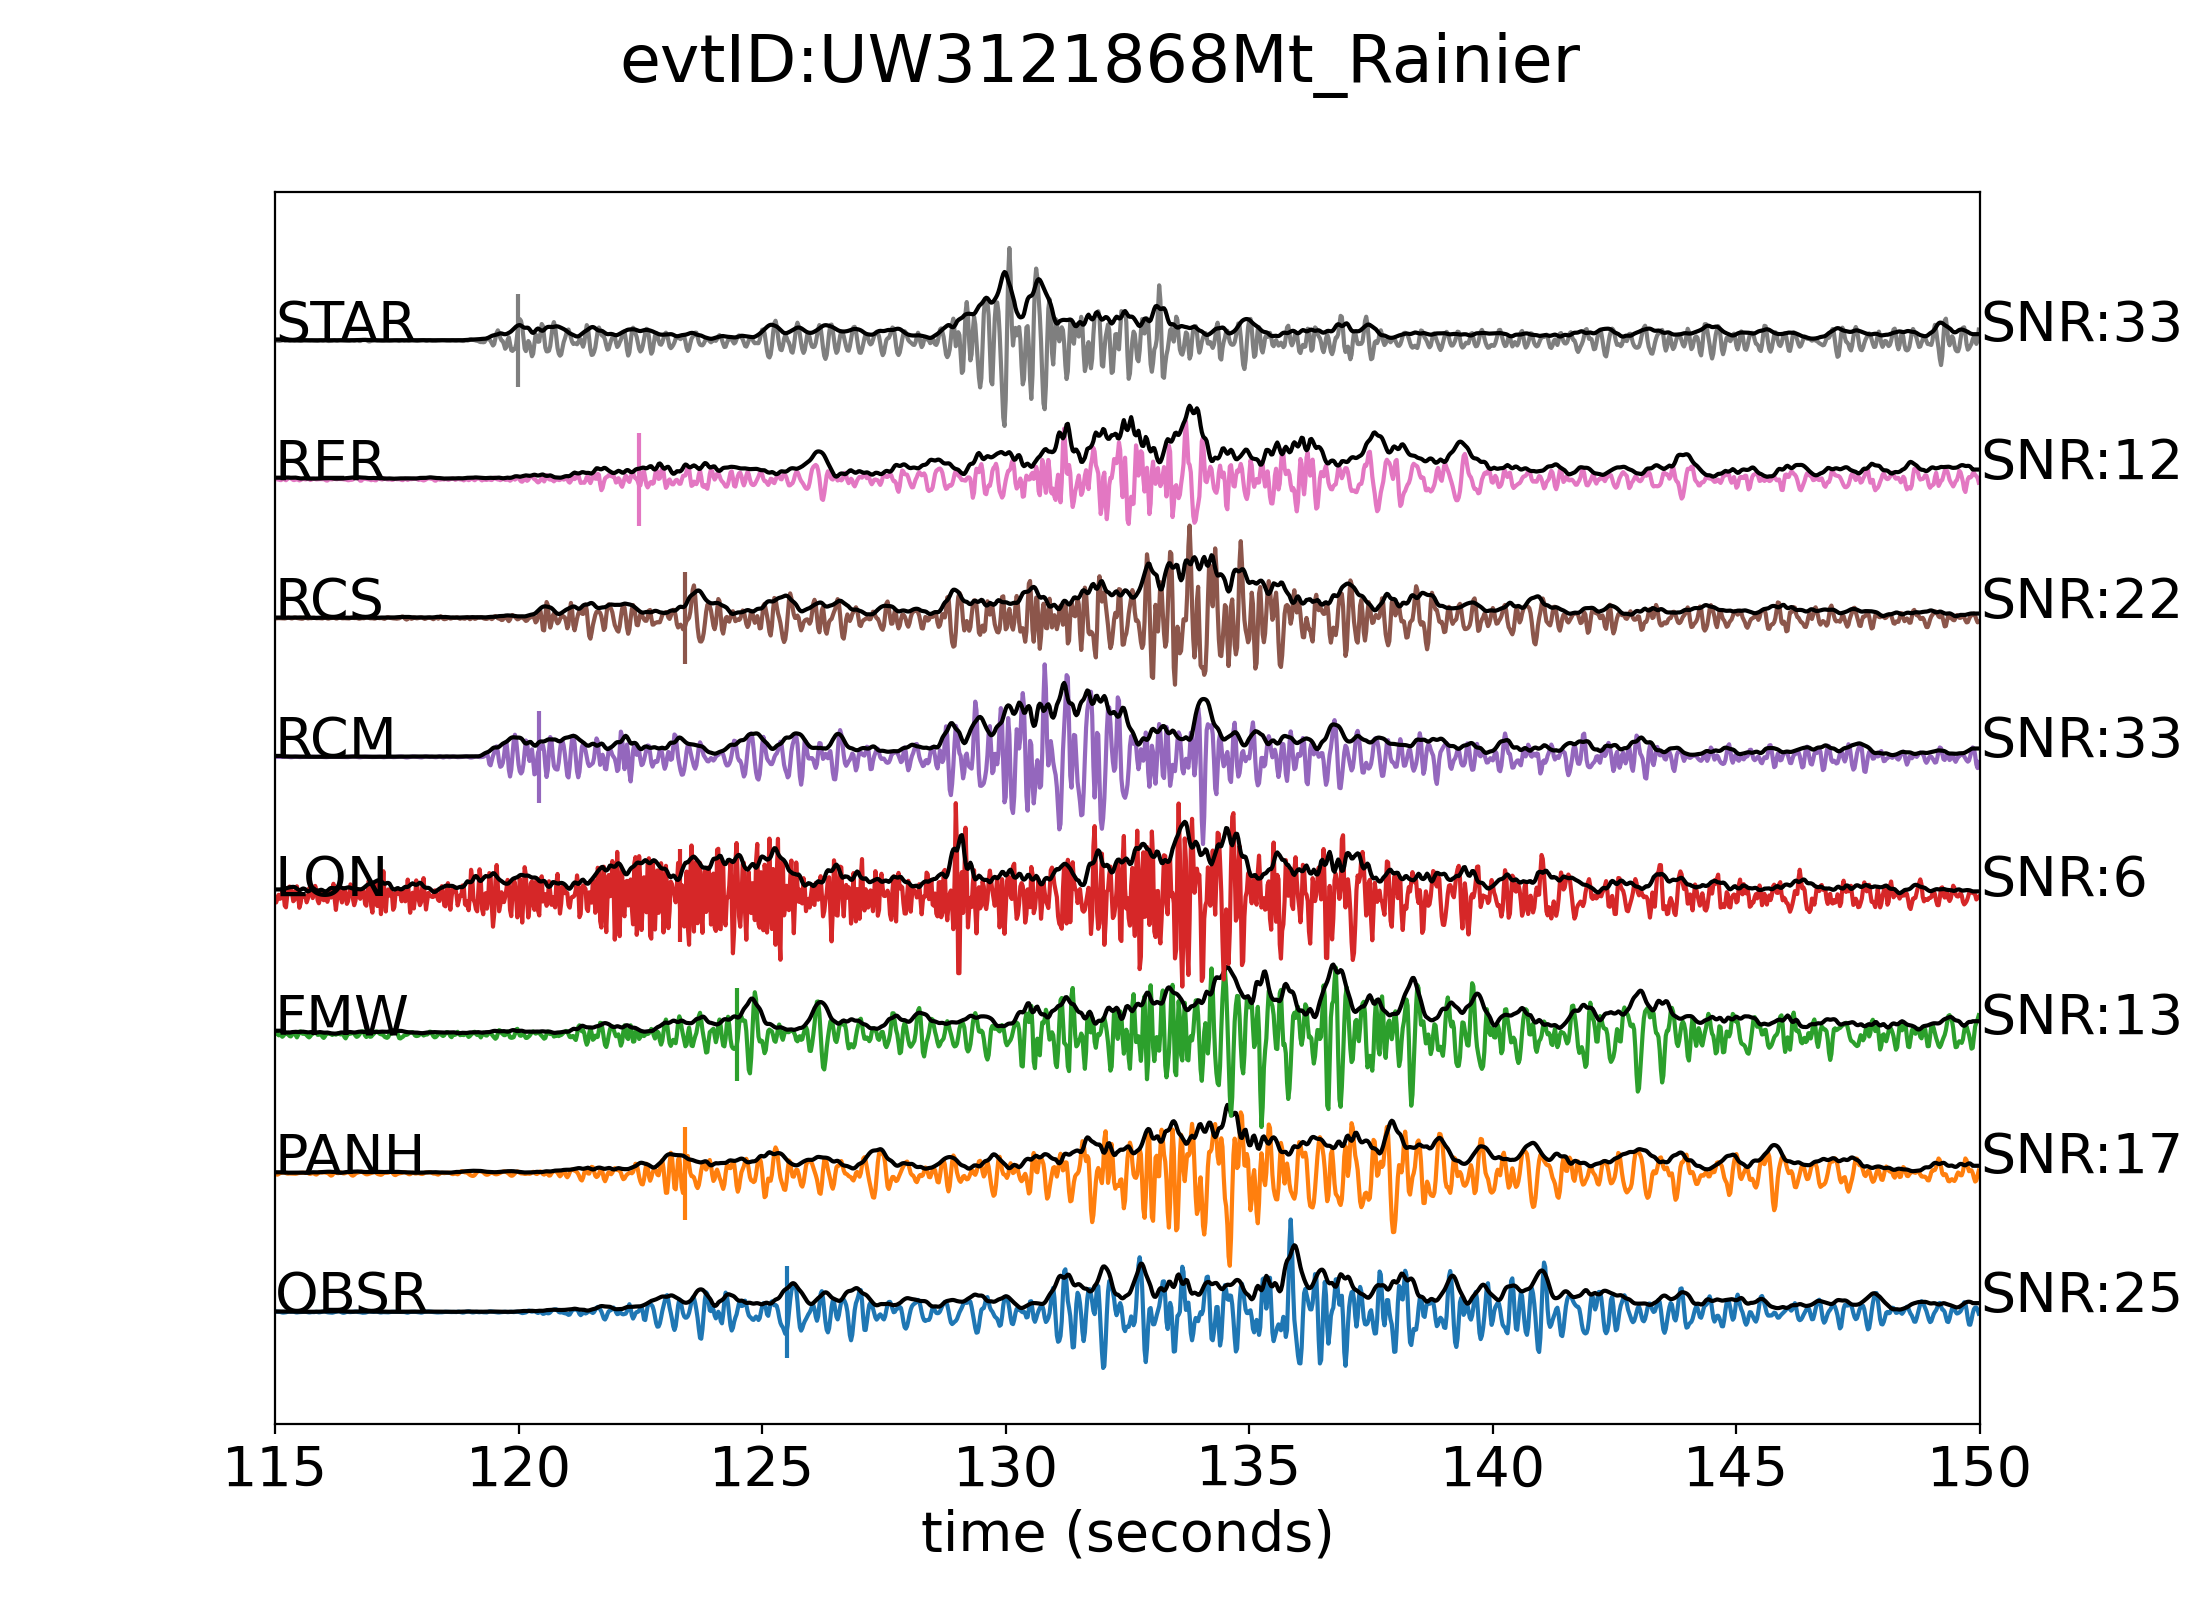 evtID:UW3121868Mt_Rainier
STAR SNR:33
RER SNR:12
RCS SNR:22
RCM SNR:33
LON SNR:6
FMW SNR:13
PANH SNR:17
OBSR SNR:25
115 120 125 130 135 140 145 150
time (seconds)